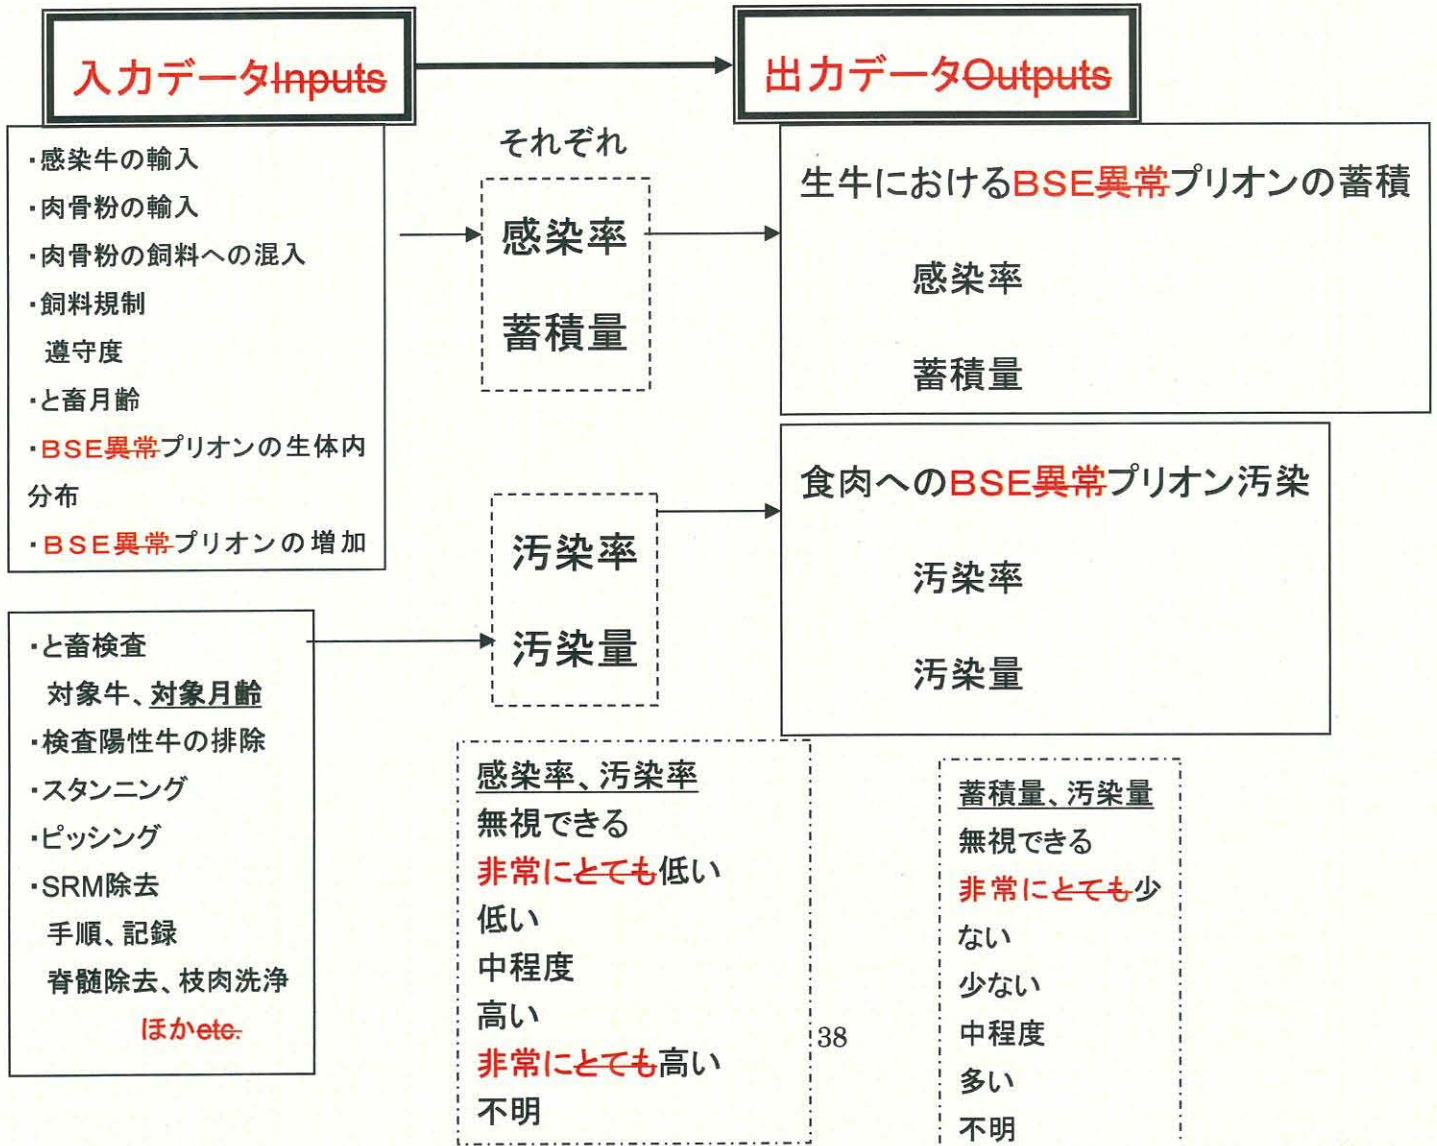 入力データInputs
出力データOutputs
・感染牛の輸入
・肉骨粉の輸入
・肉骨粉の飼料への混入
・飼料規制
遵守度
・と畜月齢
・BSE異常プリオンの生体内
分布
・BSE異常プリオンの増加
それぞれ
感染率
蓄積量
生牛におけるBSE異常プリオンの蓄積
感染率
蓄積量
・と畜検査
対象牛、対象月齢
・検査陽性牛の排除
・スタンニング
・ピッシング
・SRM除去
手順、記録
脊髄除去、枝肉洗浄
ほかetc.
汚染率
汚染量
食肉へのBSE異常プリオン汚染
汚染率
汚染量
感染率、汚染率
無視できる
非常にとても低い
低い
中程度
高い
非常にとても高い
不明
38
蓄積量、汚染量
無視できる
非常にとても少
ない
少ない
中程度
多い
不明